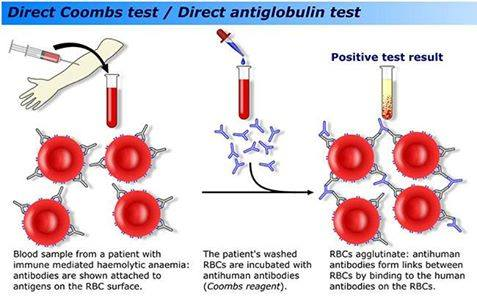 Direct Coombs test / Direct antiglobulin test
Positive test result
Blood sample from a patient with
immune mediated haemolytic anaemia:
antibodies are shown attached to
antigens on the RBC surface.
The patient's washed
RBCs are incubated with
antihuman antibodies
(Coombs reagent).
RBCs agglutinate: antihuman
antibodies form links between
RBCs by binding to the human
antibodies on the RBCs.